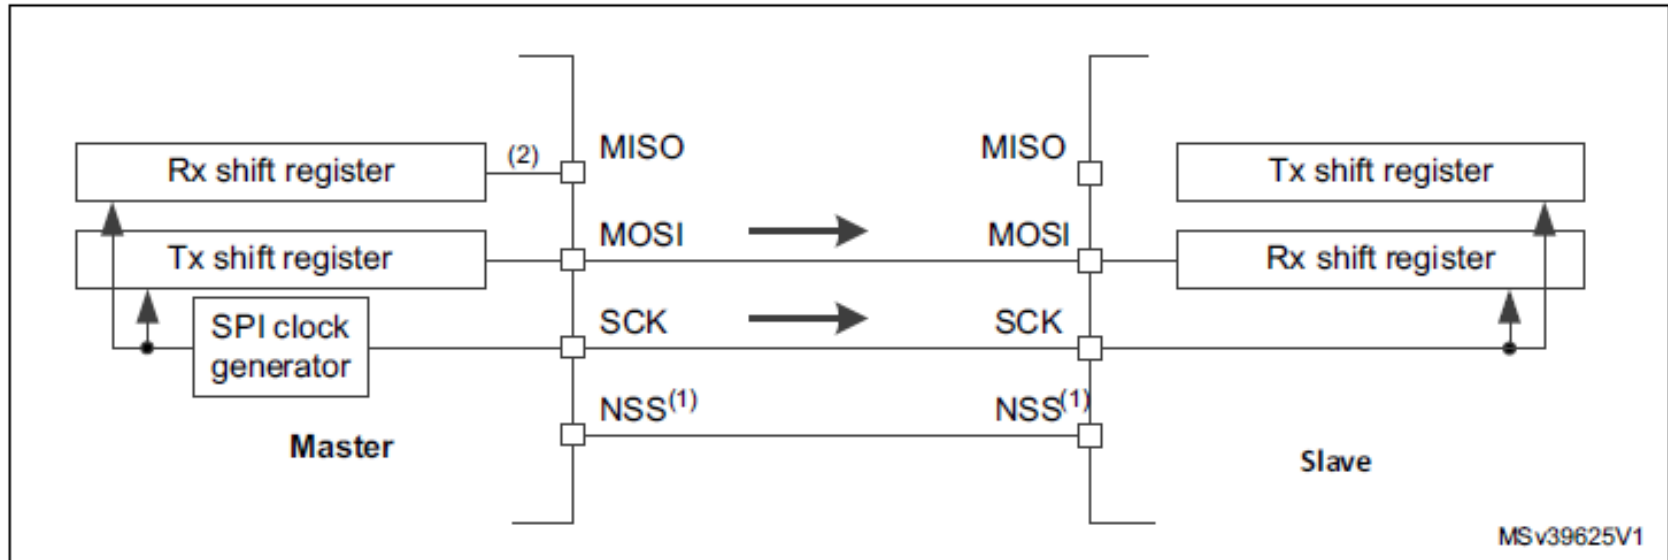 MISO
MISO
Rx shift register
(2)
Tx shift register
MOSI
MOSI
Tx shift register
Rx shift register
SPI clock
generator
SCK
SCK
NSS(1)
NSS(1)
Master
Slave
MSv39625V1